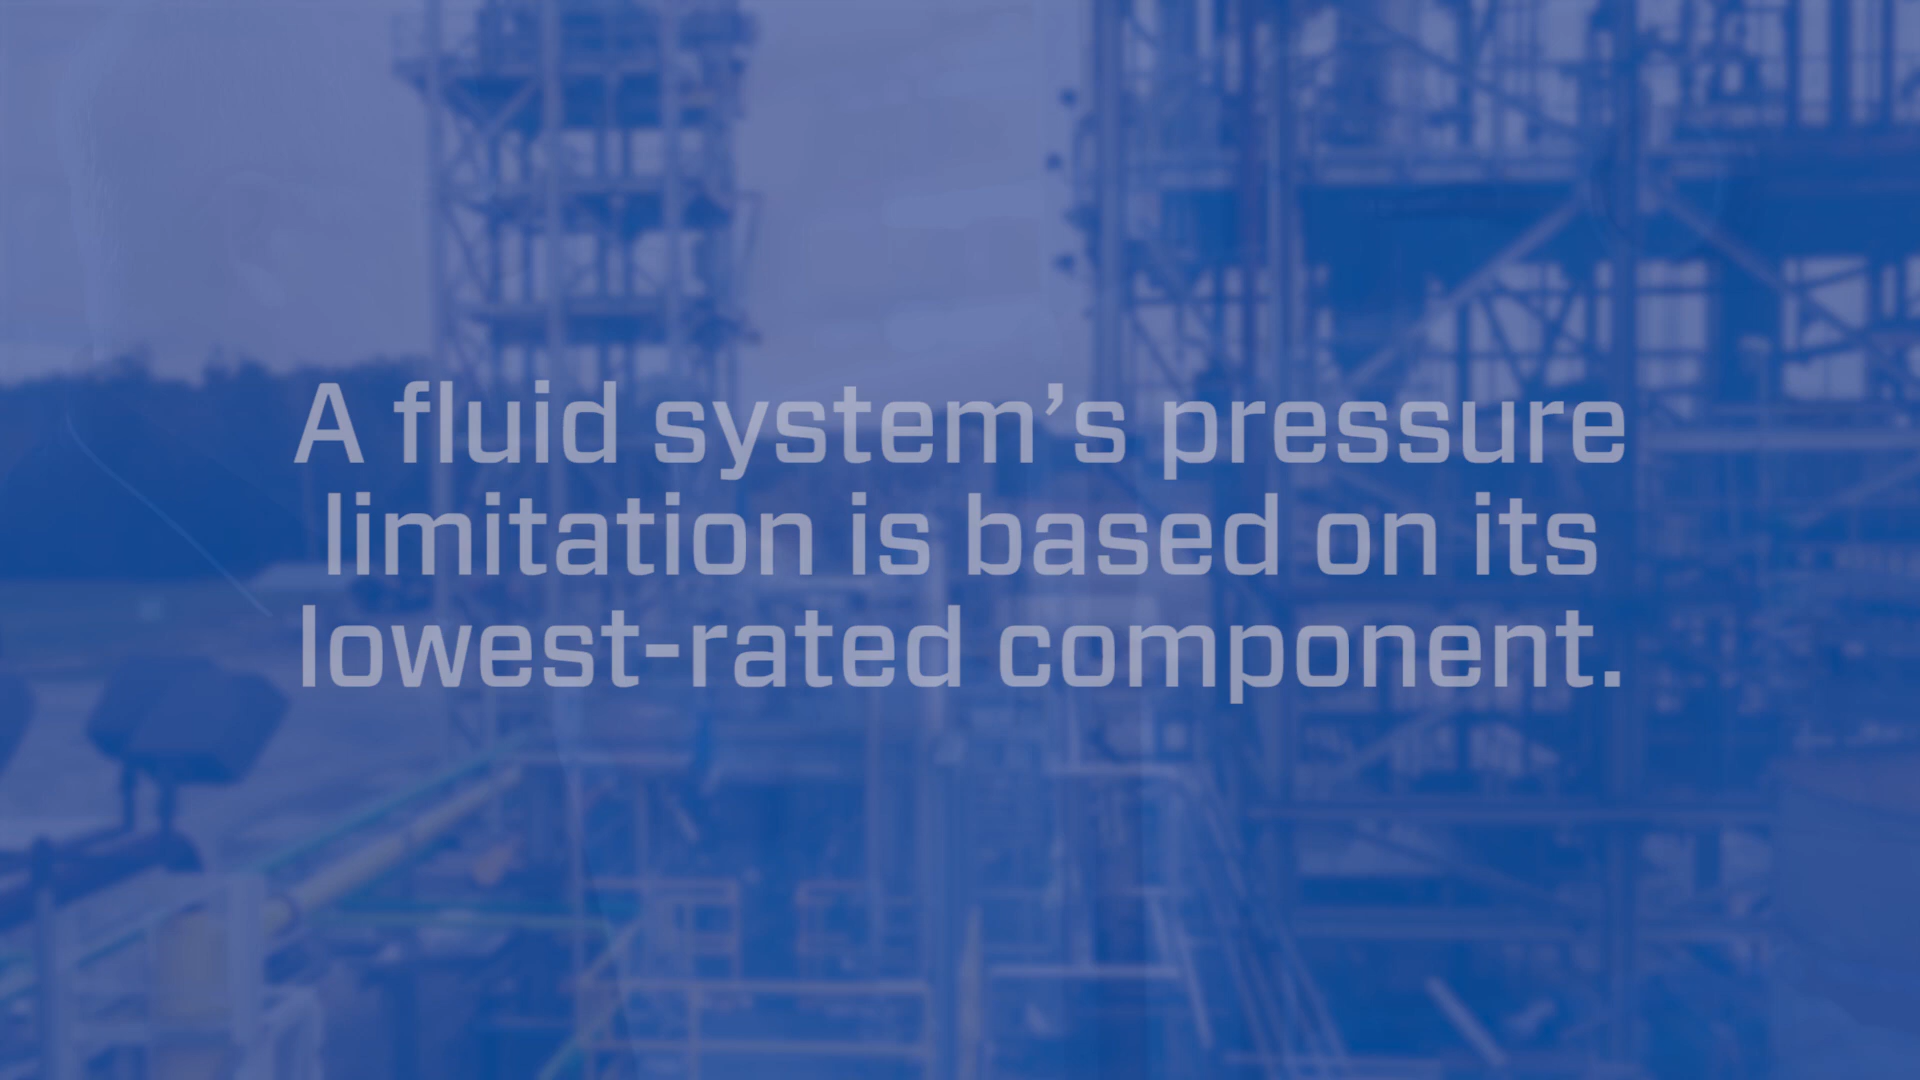 A fluid system’s pressure
limitation is based on its
lowest-rated component.